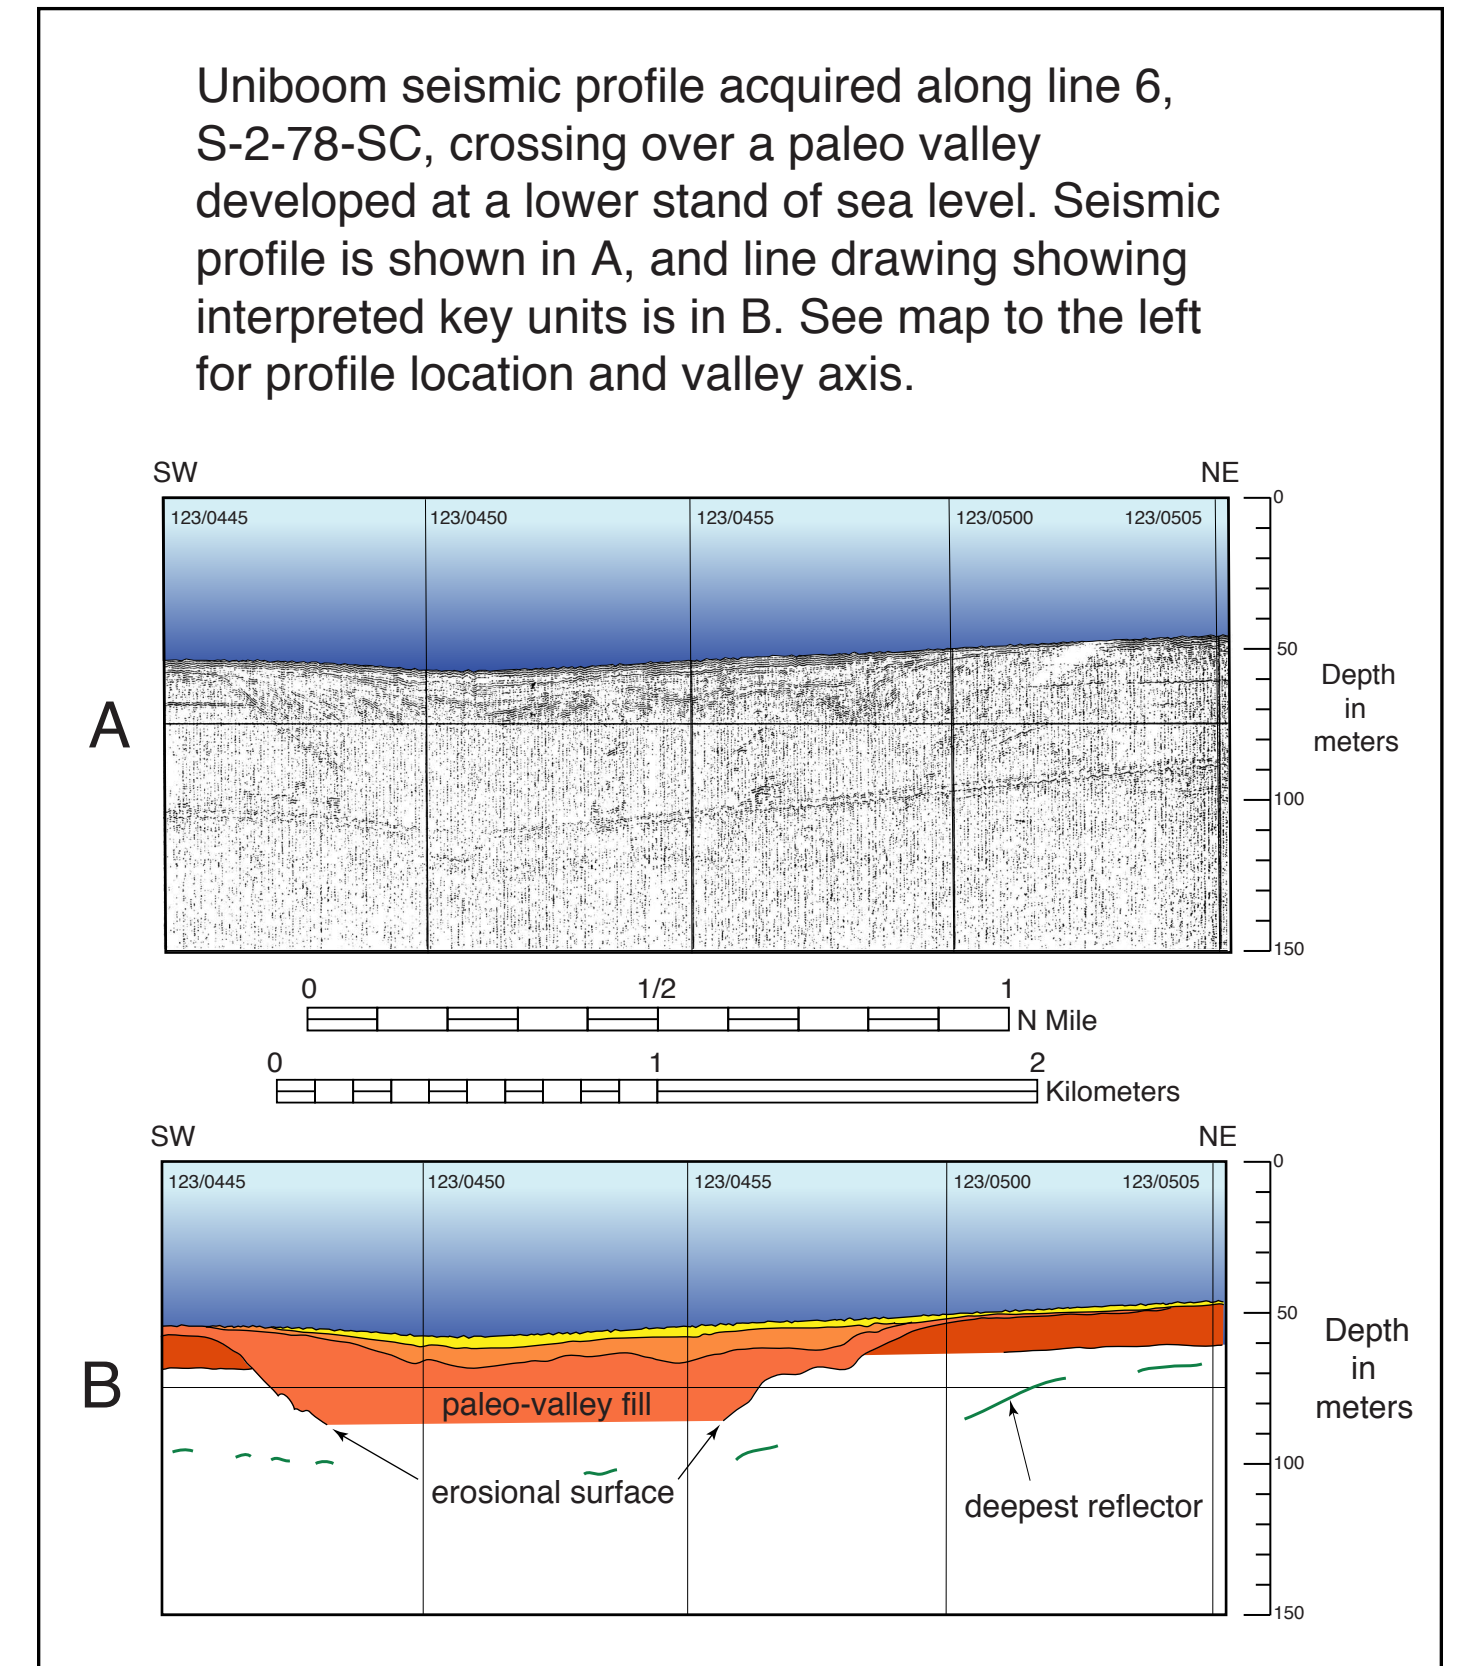 Uniboom seismic profile acquired along line 6,
S-2-78-SC, crossing over a paleo valley
developed at a lower stand of sea level. Seismic
profile is shown in A, and line drawing showing
interpreted key units is in B. See map to the left
for profile location and valley axis.
SW NE
123/0445 123/0450 123/0455 123/0500 123/0505
0
50
100
150
Depth
in
meters
A
0 1/2 1
N Mile
0 1 2
Kilometers
SW NE
123/0445 123/0450 123/0455 123/0500 123/0505
0
50
100
150
Depth
in
meters
B
paleo-valley fill
erosional surface
deepest reflector